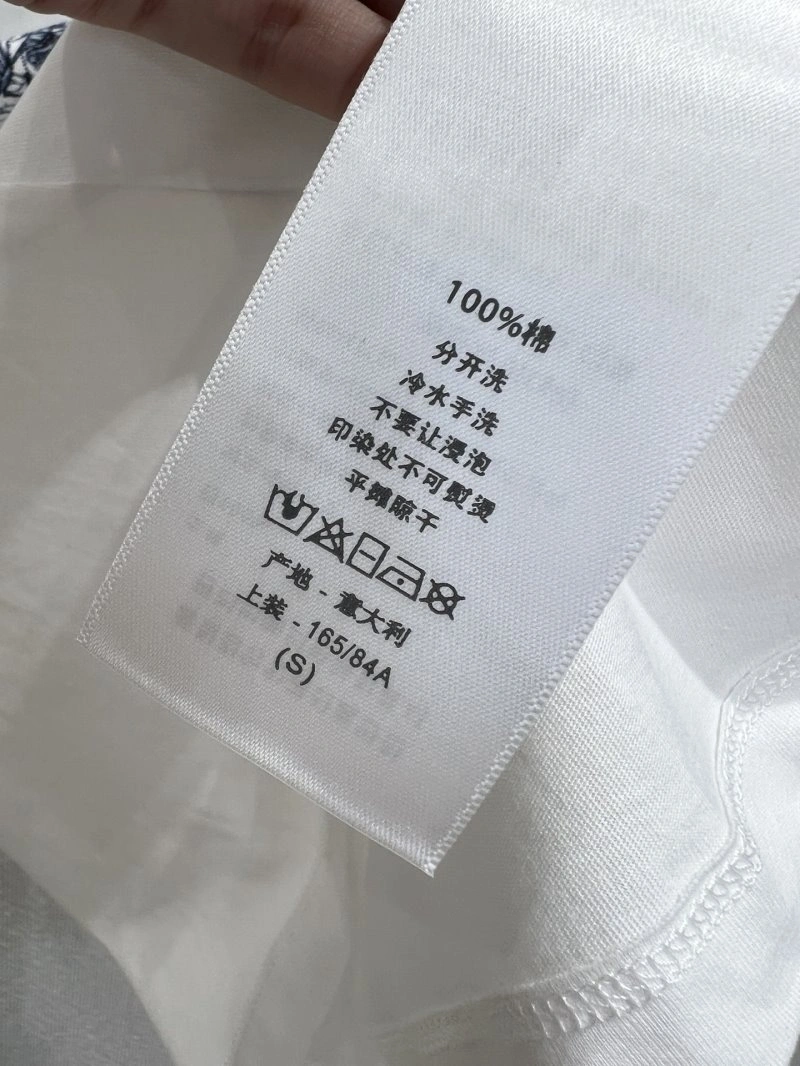 100%棉
分开洗
冷水手洗
不要让浸泡
印染处不可熨烫
平摊晾干
产地 - 意大利
上装 - 165/84A
(S)